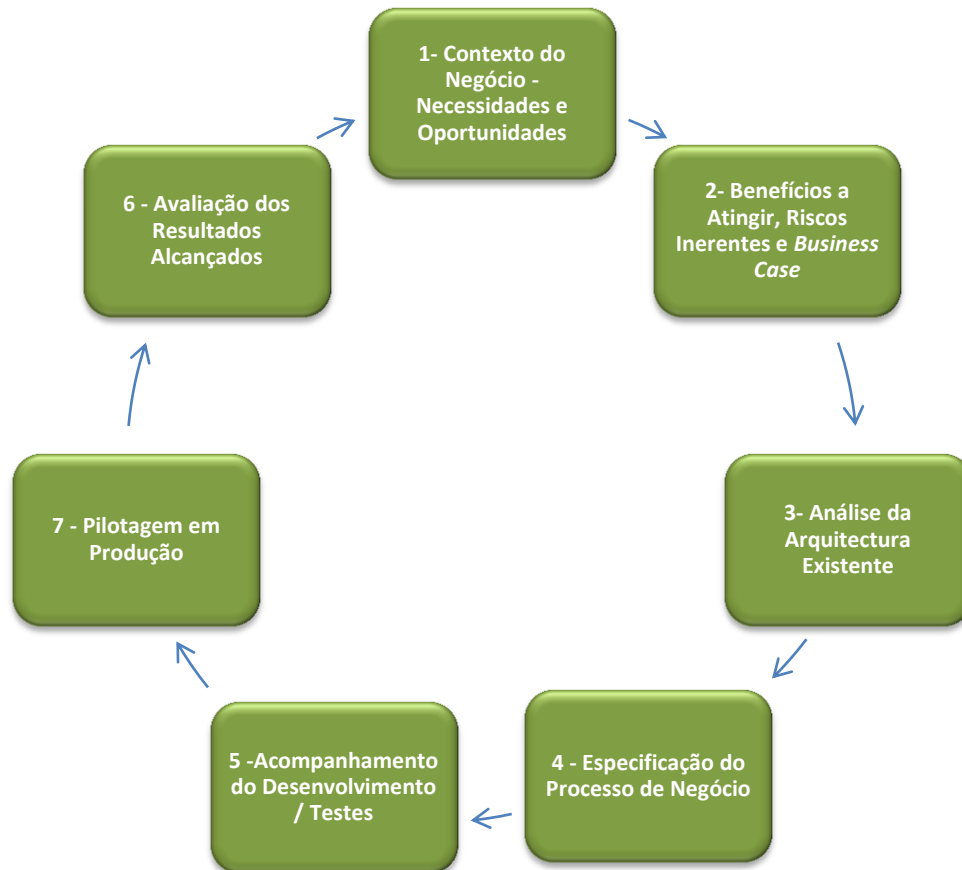 1- Contexto do
Negócio -
Necessidades e
Oportunidades
2- Benefícios a
Atingir, Riscos
Inerentes e Business
Case
3- Análise da
Arquitectura
Existente
4 - Especificação do
Processo de Negócio
5 -Acompanhamento
do Desenvolvimento
/ Testes
7 - Pilotagem em
Produção
6 - Avaliação dos
Resultados
Alcançados